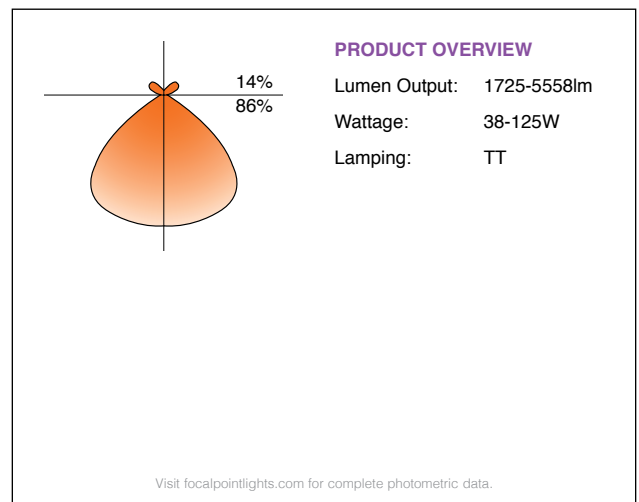 14%
86%
PRODUCT OVERVIEW
Lumen Output: 1725-5558lm
Wattage: 38-125W
Lamping: TT
Visit focalpointlights.com for complete photometric data.